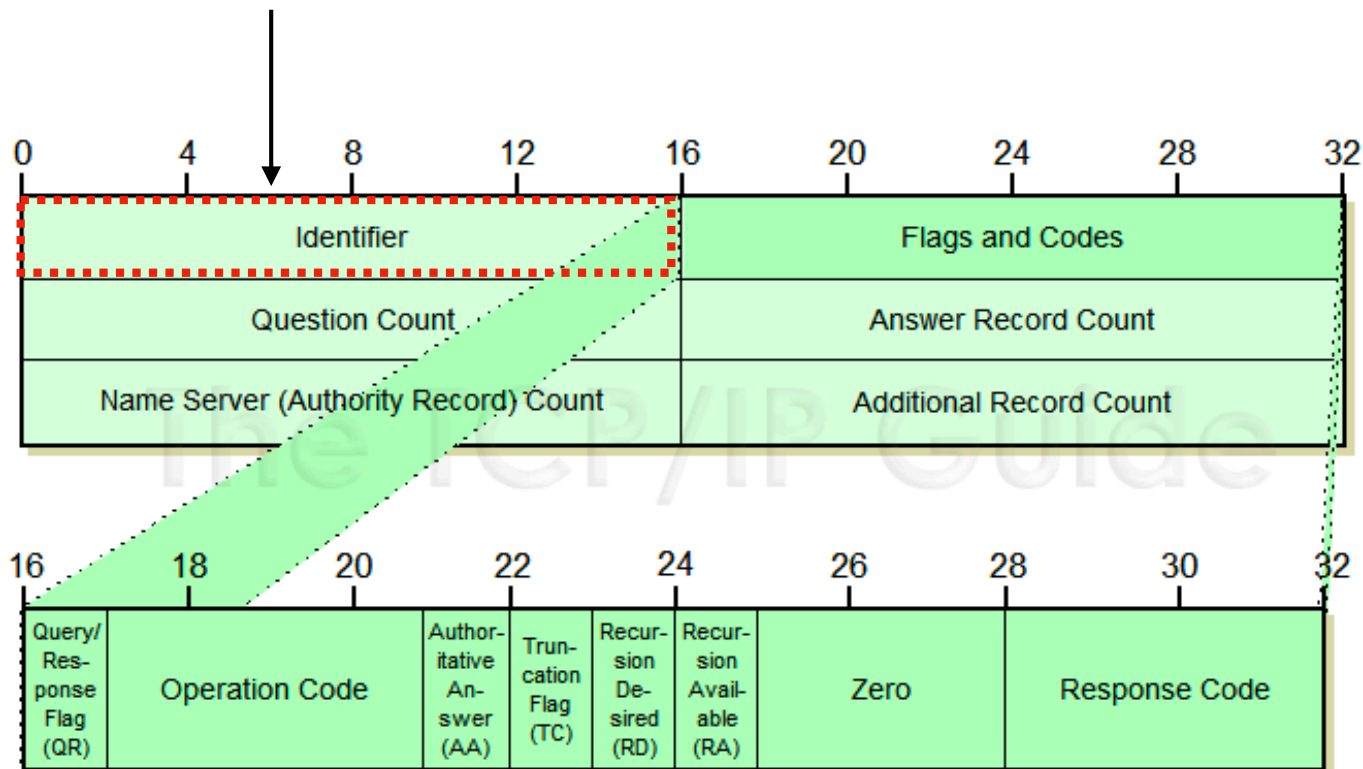 0 4 8 12 16 20 24 28 32
Identifier Flags and Codes
Question Count Answer Record Count
Name Server (Authority Record) Count Additional Record Count
The TCP/IP Guide
16 18 20 22 24 26 28 30 32
Query/
Res-
ponse
Flag
(QR)
Operation Code
Author-
itative
An-
swer
(AA)
Trun-
cation
Flag
(TC)
Recur-
sion
De-
sired
(RD)
Recur-
sion
Avail-
able
(RA)
Zero
Response Code